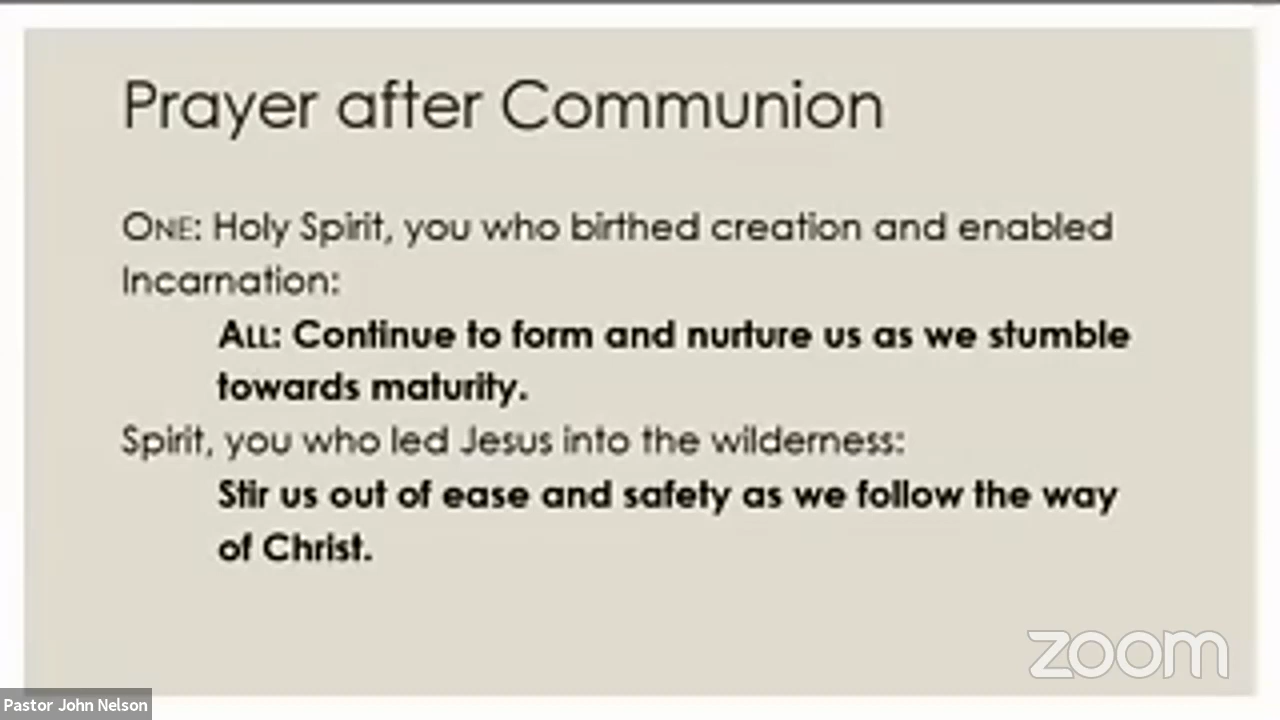 Prayer after Communion
ONE: Holy Spirit, you who birthed creation and enabled
Incarnation:
ALL: Continue to form and nurture us as we stumble
towards maturity.
Spirit, you who led Jesus into the wilderness:
Stir us out of ease and safety as we follow the way
of Christ.
zoom
Pastor John Nelson